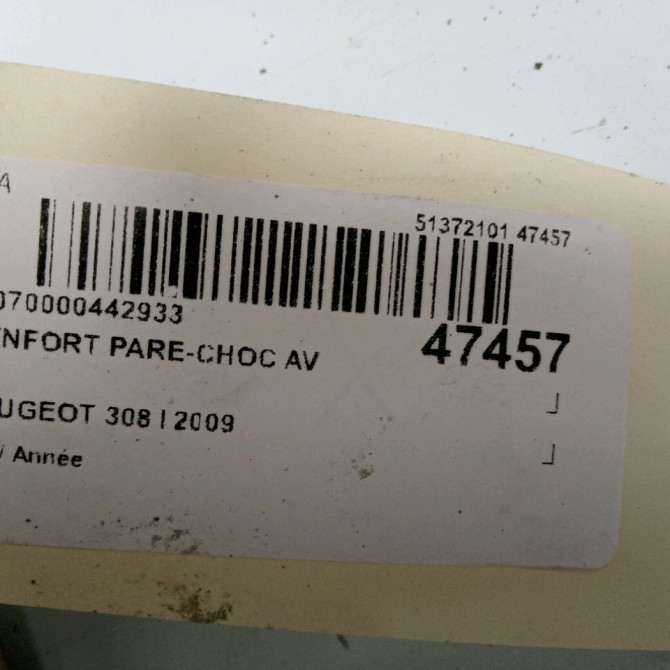 A
51372101 47457
070000442933
47457
NFORT PARE-CHOC AV
UGEOT 308 I 2009
/ Année